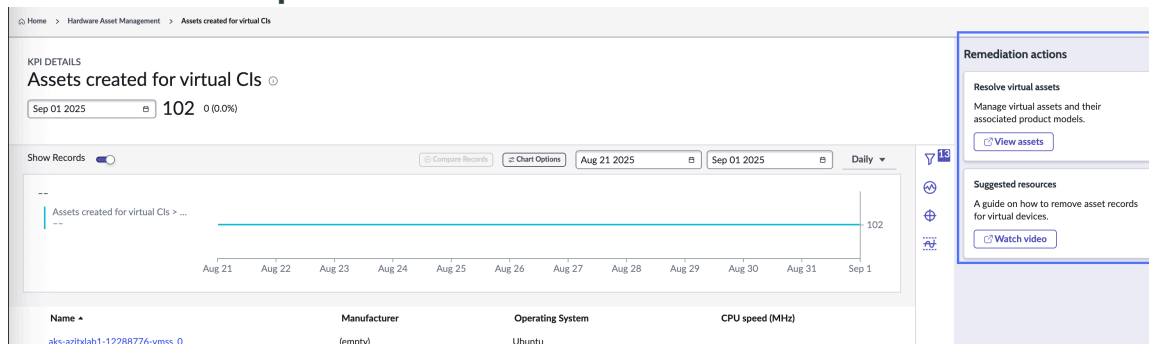 Home > Hardware Asset Management > Assets created for virtual CIs
KPI DETAILS
Assets created for virtual CIs
Sep 01 2025 102 0 (0.0%)
Show Records
Compare Records
Chart Options
Aug 21 2025
Sep 01 2025
Daily
13
--
Assets created for virtual CIs > ...
--
102
Aug 21 Aug 22 Aug 23 Aug 24 Aug 25 Aug 26 Aug 27 Aug 28 Aug 29 Aug 30 Aug 31 Sep 1
Name Manufacturer Operating System CPU speed (MHz)
aks-azitxlab1-12288776-vmss_0 (empty) Ubuntu
Remediation actions
Resolve virtual assets
Manage virtual assets and their
associated product models.
View assets
Suggested resources
A guide on how to remove asset records
for virtual devices.
Watch video